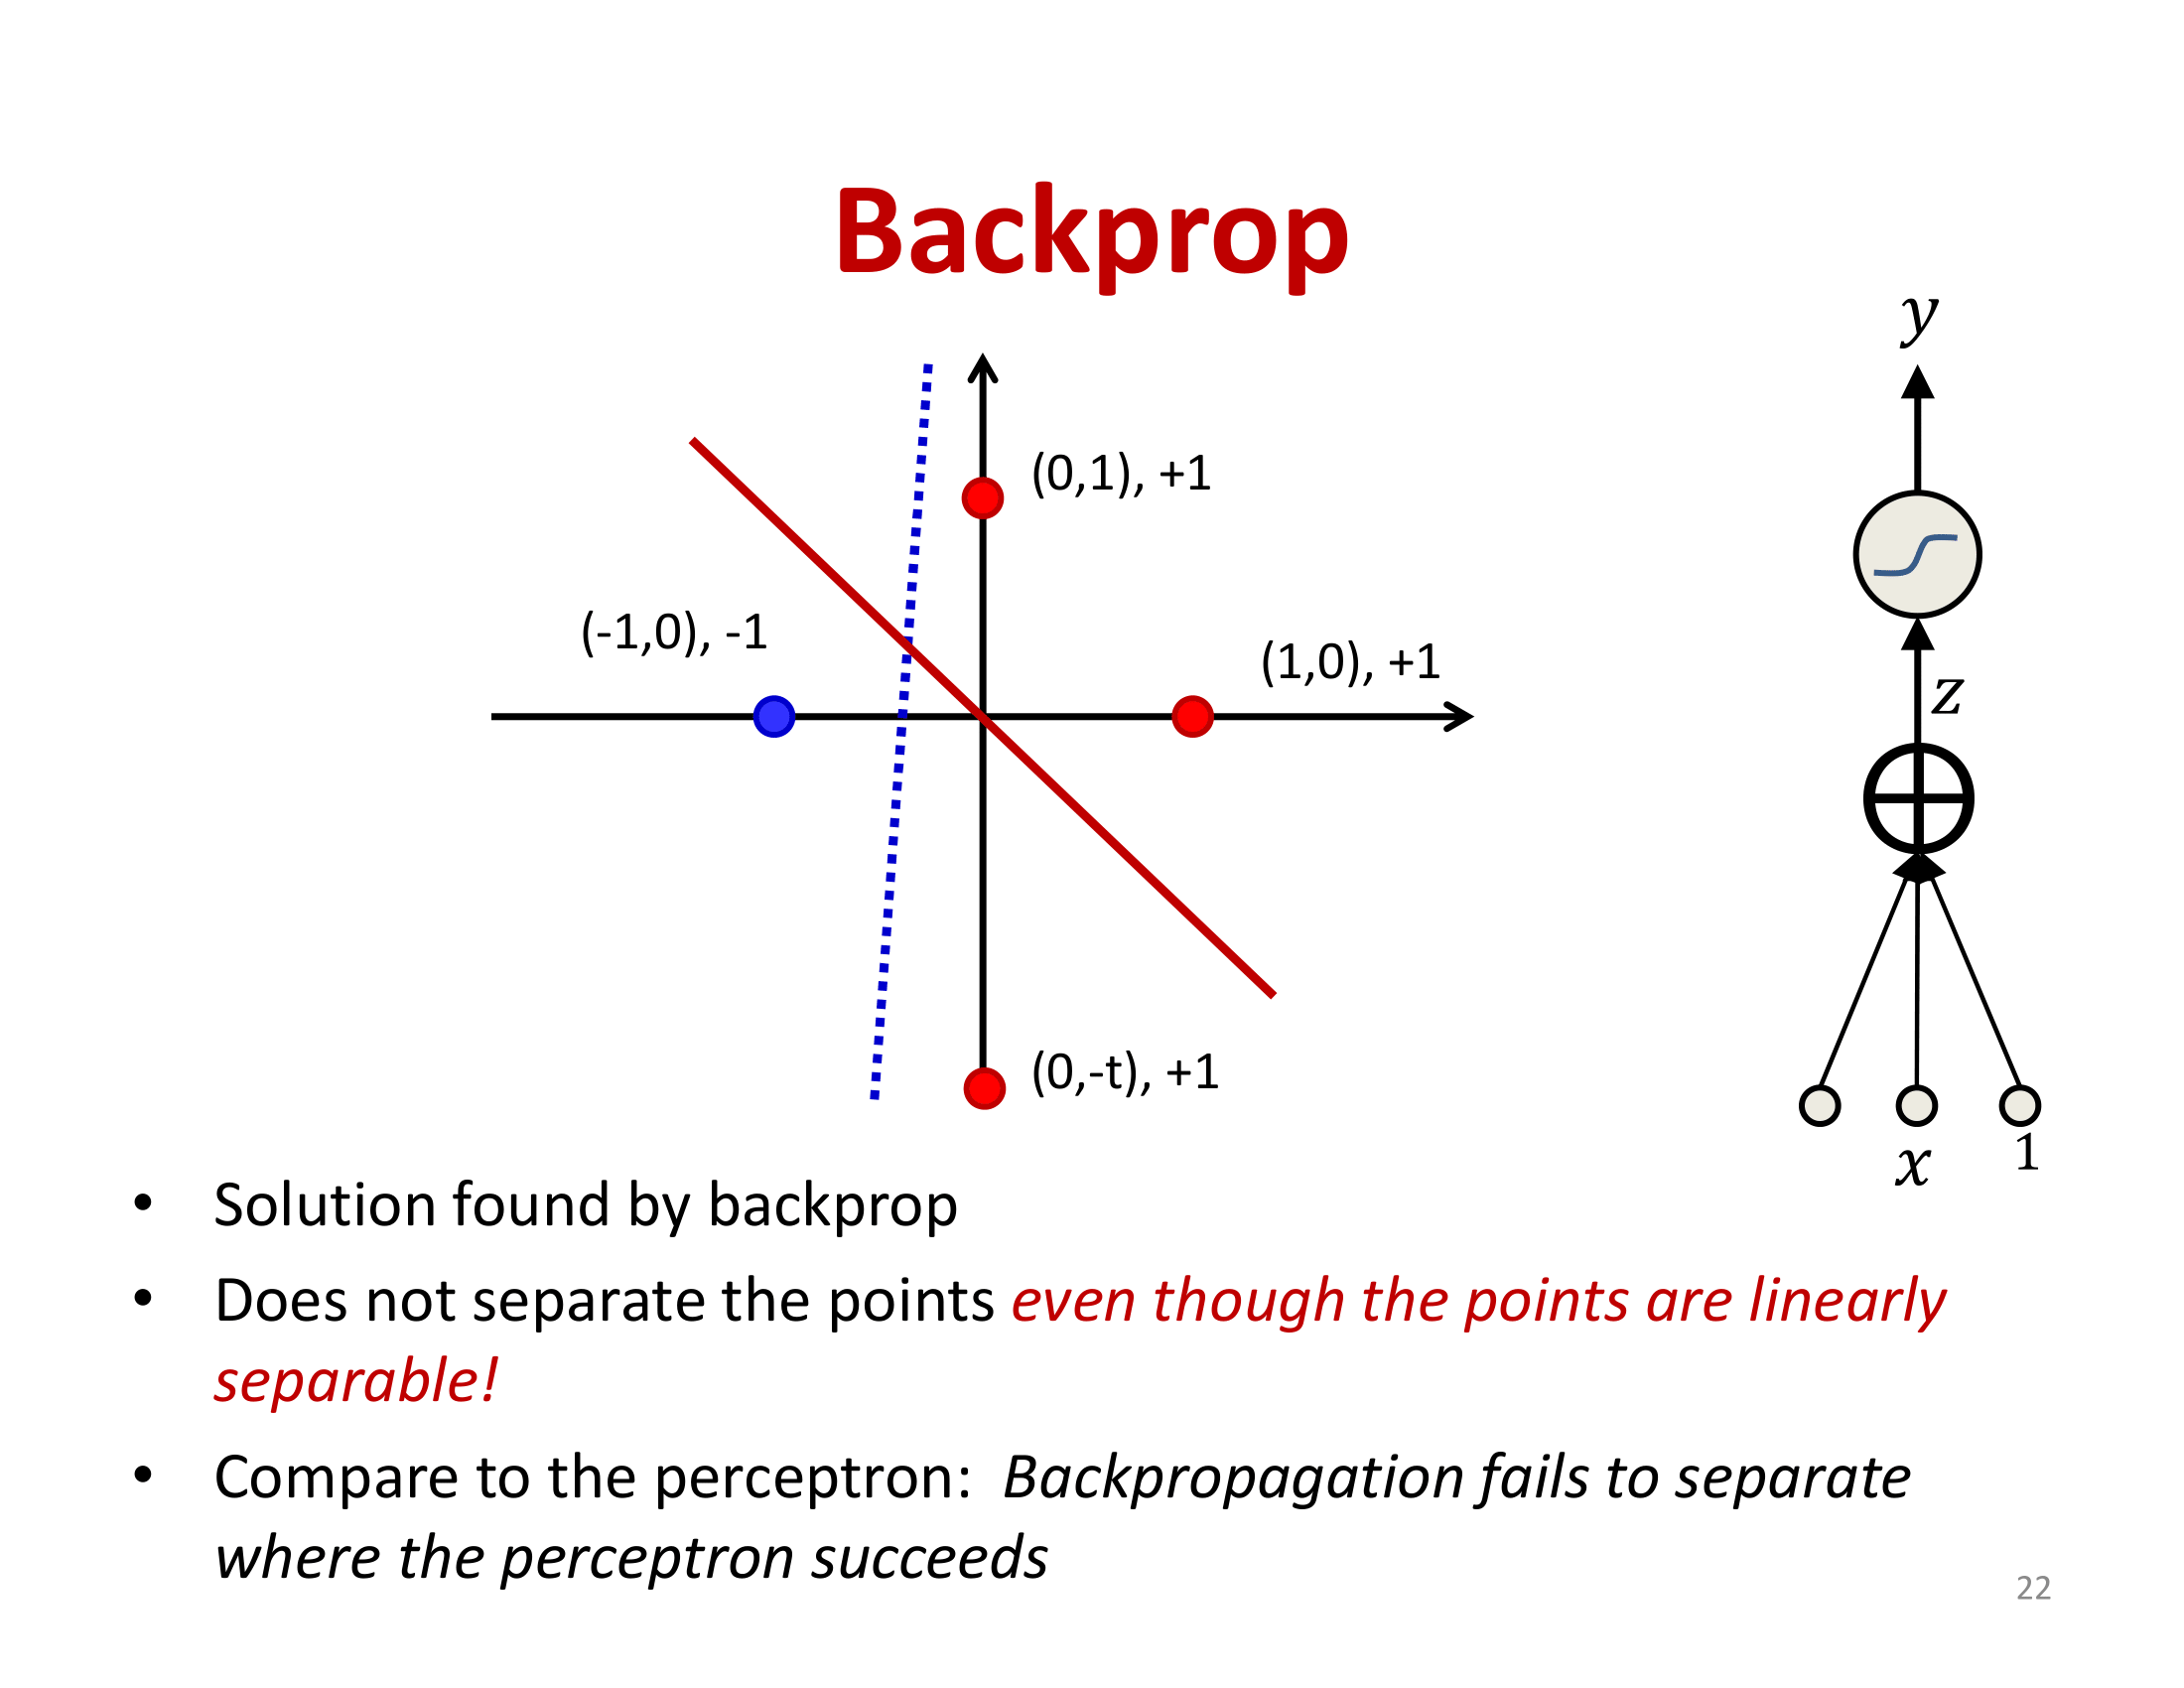 Backprop
y
(0,1), +1
(-1,0), -1
(1,0), +1
z
(0,-t), +1
x
1
• Solution found by backprop
• Does not separate the points even though the points are linearly
separable!
• Compare to the perceptron: Backpropagation fails to separate
where the perceptron succeeds
22